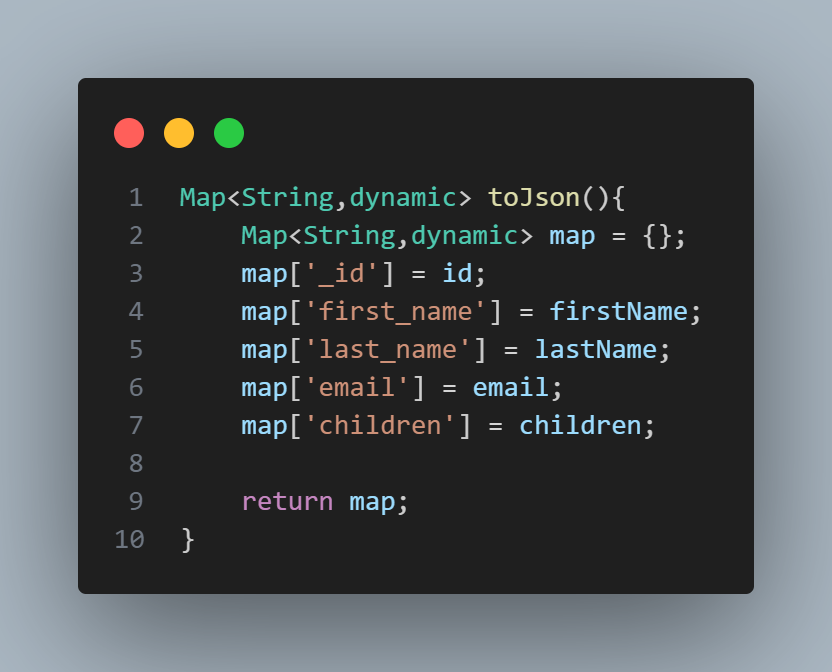 1 Map<String,dynamic> toJson(){
2     Map<String,dynamic> map = {};
3     map['_id'] = id;
4     map['first_name'] = firstName;
5     map['last_name'] = lastName;
6     map['email'] = email;
7     map['children'] = children;
8
9     return map;
10 }